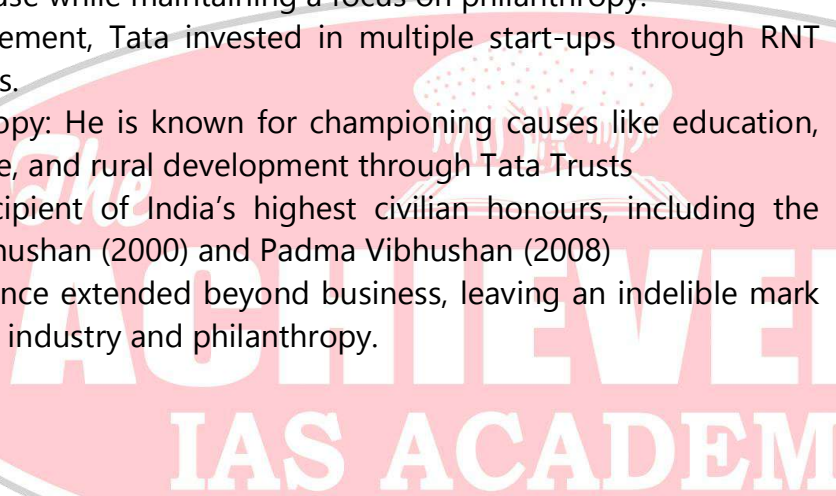 use while maintaining a focus on philanthropy.
ement, Tata invested in multiple start-ups through RNT
s.
opy: He is known for championing causes like education,
e, and rural development through Tata Trusts
cipient of India's highest civilian honours, including the
hushan (2000) and Padma Vibhushan (2008)
nce extended beyond business, leaving an indelible mark
industry and philanthropy.
The
ACHIEVE
IAS ACADEM